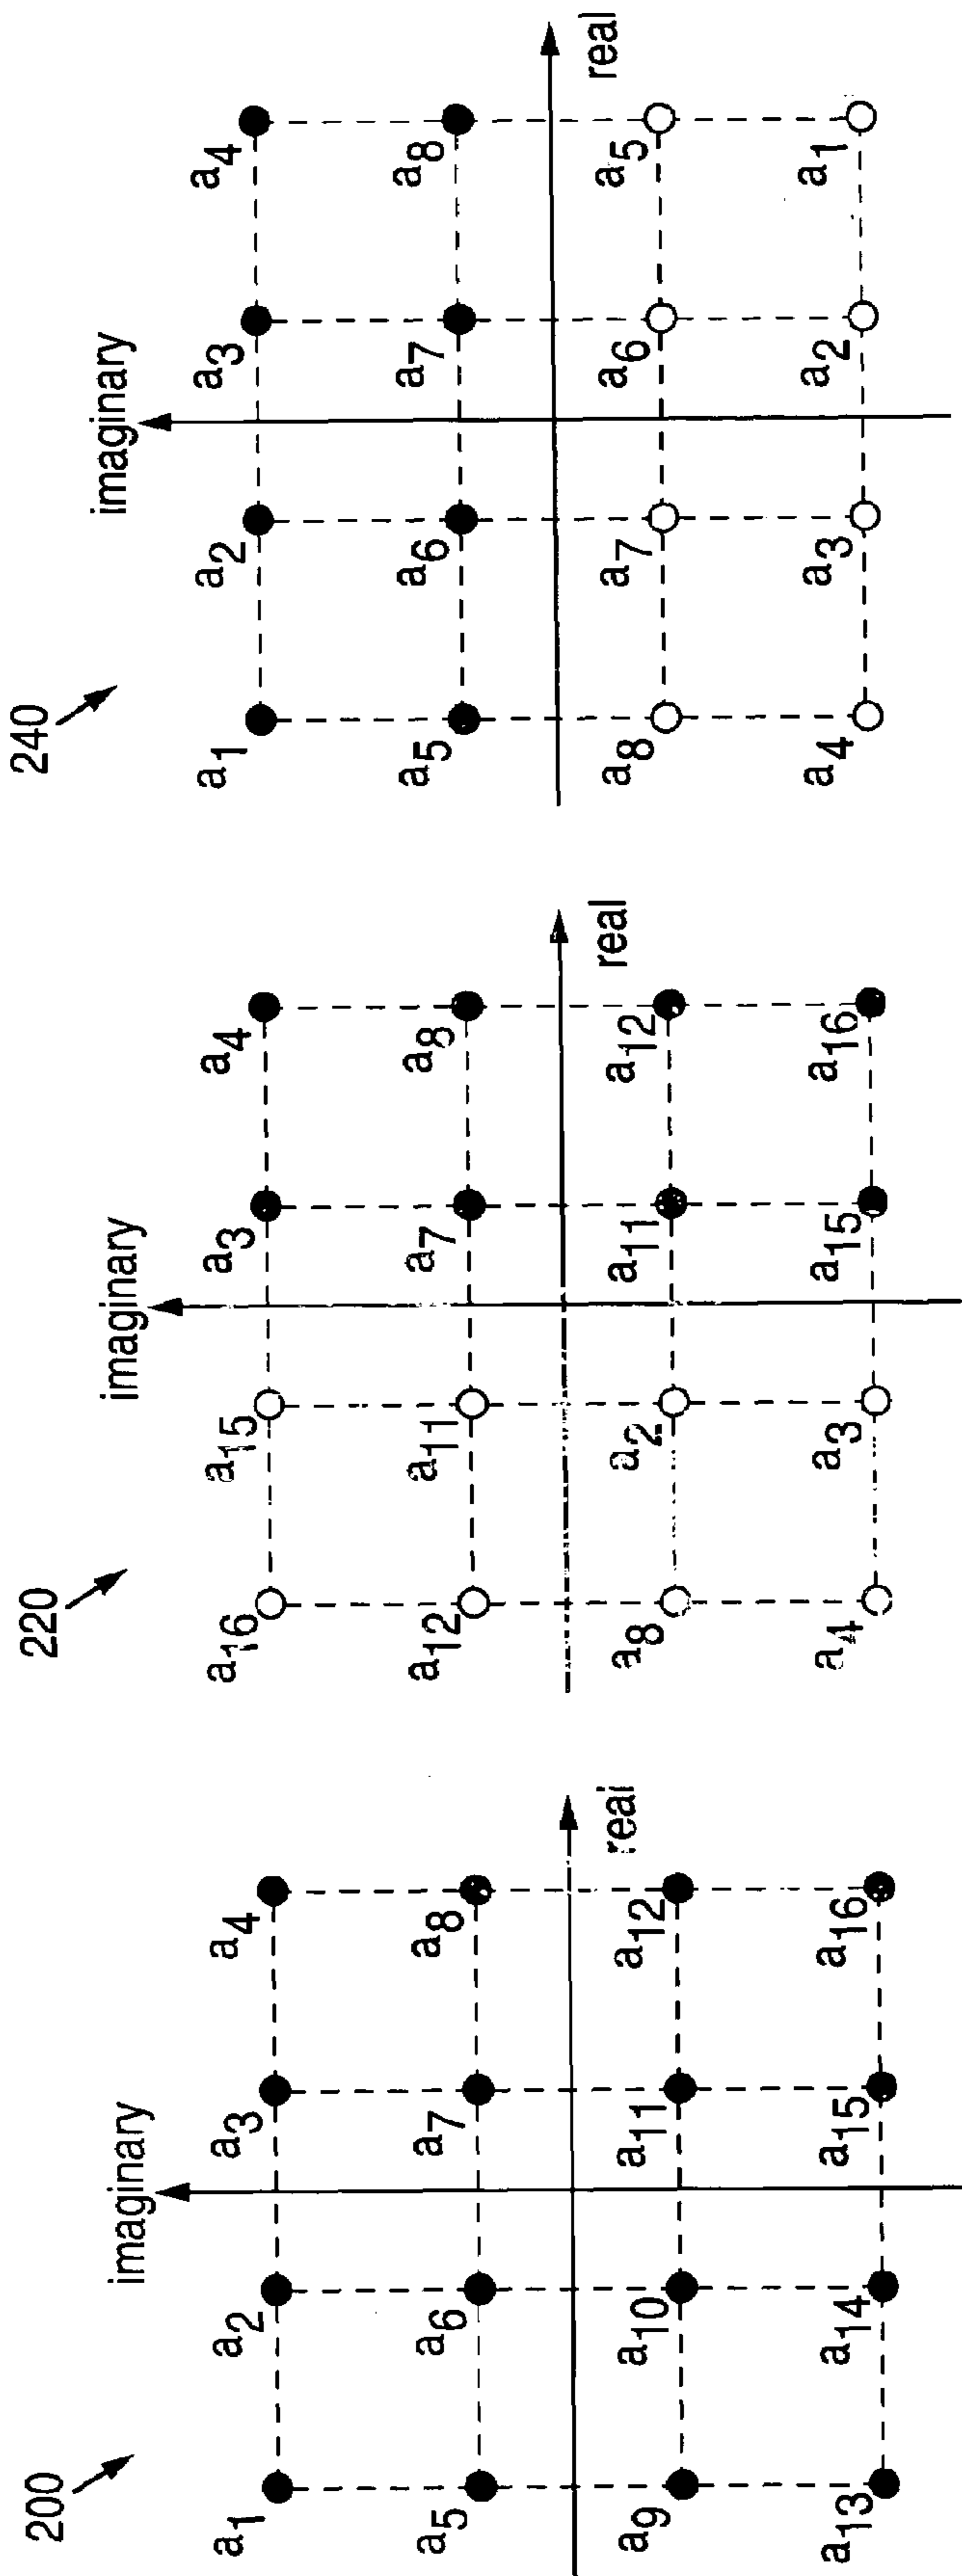 200
imaginary
a1 a2 a3 a4
a5 a6 a7 a8
real
a9 a10 a11 a12
a13 a14 a15 a16
220
imaginary
a16 a15 a3 a4
a12 a11 a7 a8
real
a8 a2 a11 a12
a4 a3 a15 a16
240
imaginary
a1 a2 a3 a4
a5 a6 a7 a8
real
a8 a7 a6 a5
a4 a3 a2 a1